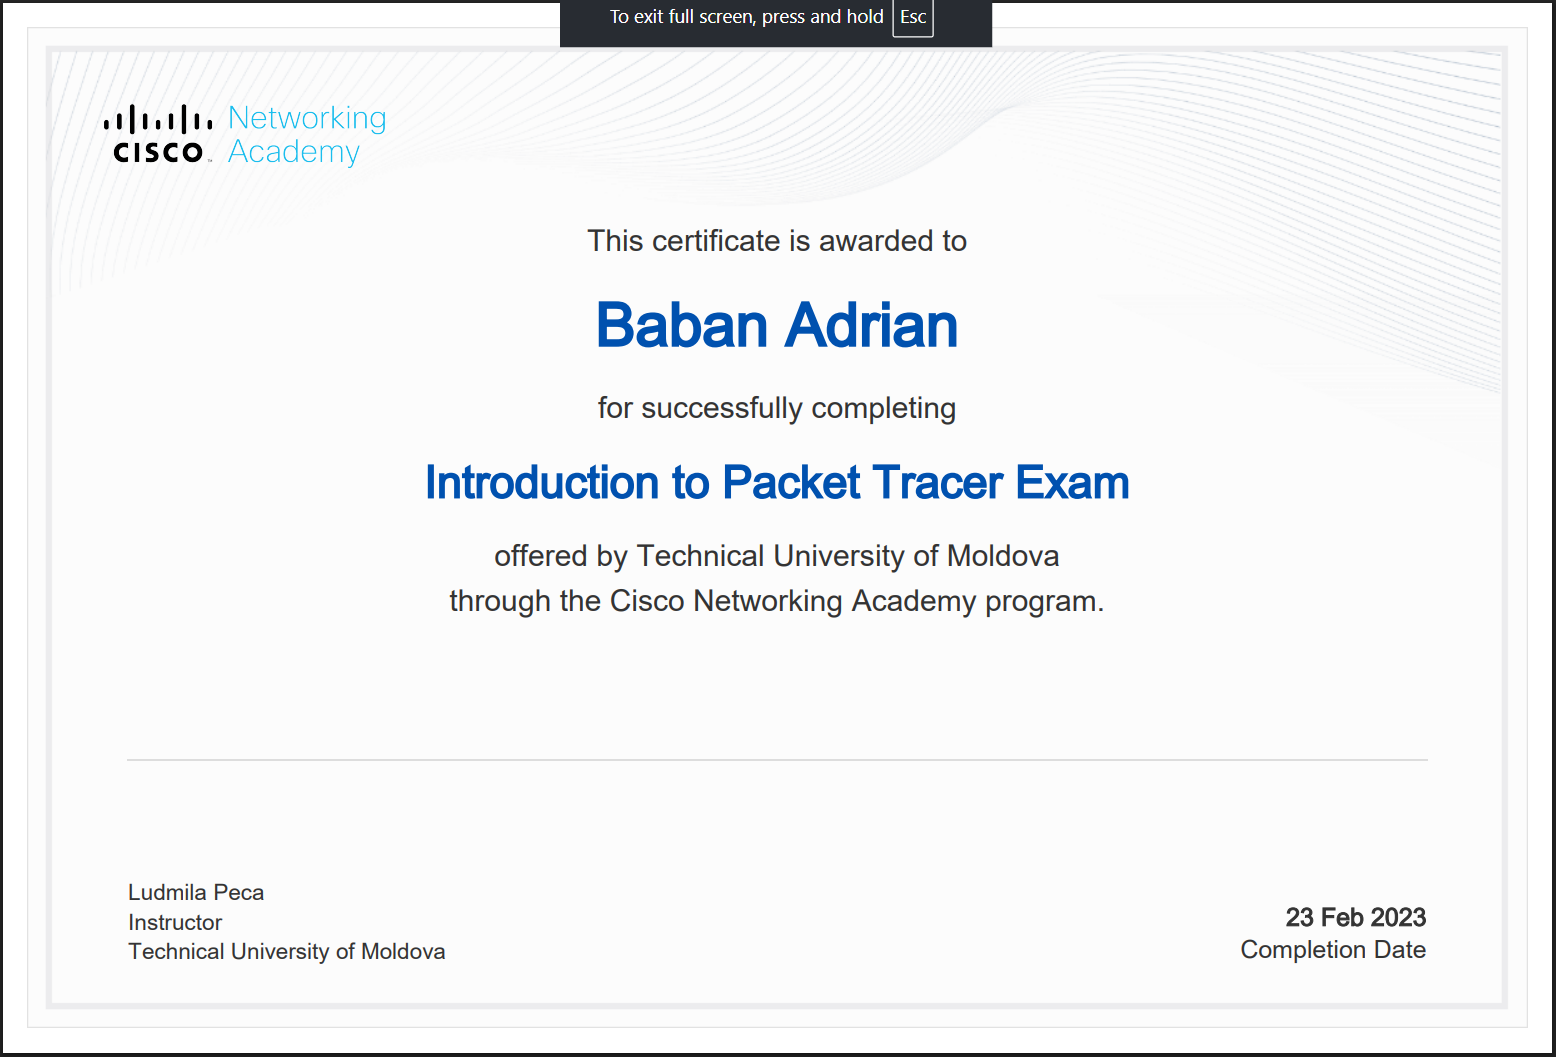 To exit full screen, press and hold Esc
Networking
CISCO™ Academy
This certificate is awarded to
Baban Adrian
for successfully completing
Introduction to Packet Tracer Exam
offered by Technical University of Moldova
through the Cisco Networking Academy program.
Ludmila Peca
Instructor
Technical University of Moldova
23 Feb 2023
Completion Date